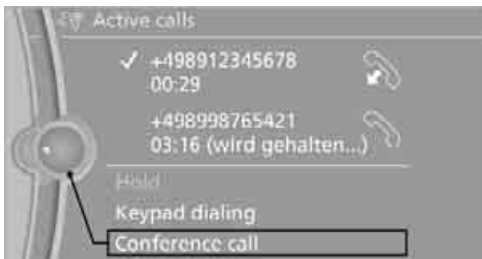 Active calls
+498912345678
00:29
+498998765421
03:16 (wird gehalten...)
Hold
Keypad dialing
Conference call